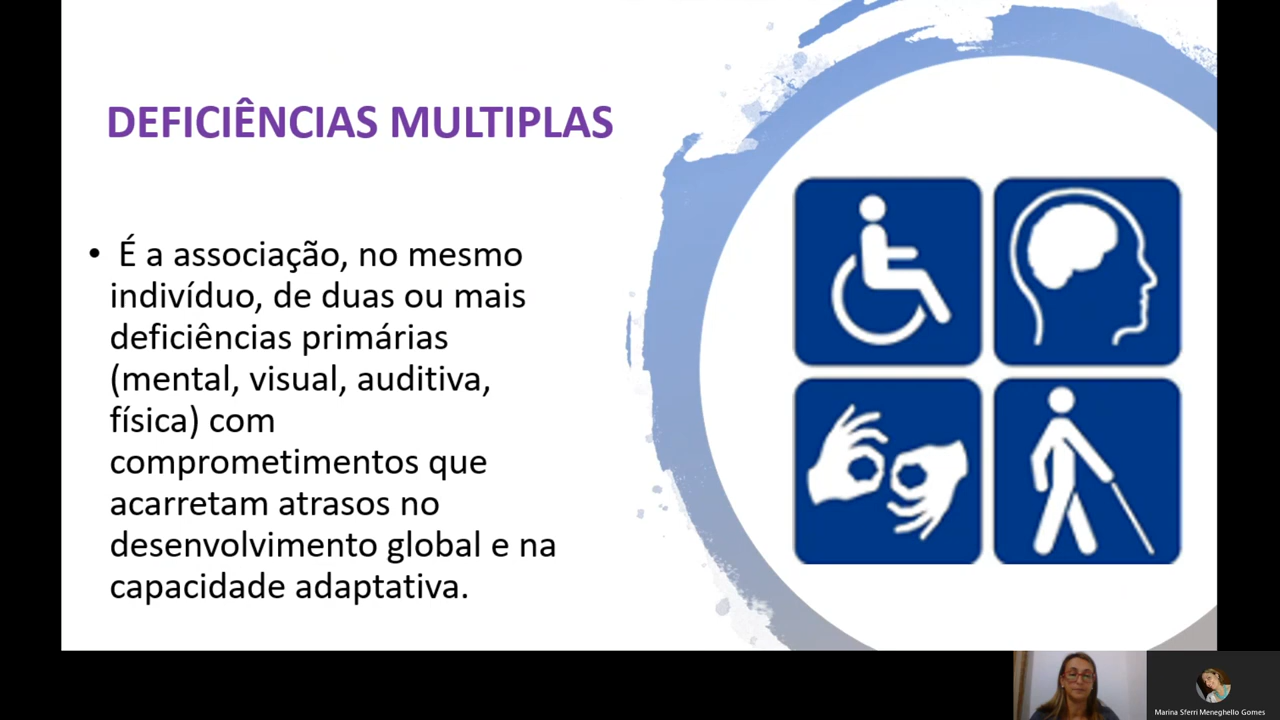 DEFICIÊNCIAS MULTIPLAS
• É a associação, no mesmo
indivíduo, de duas ou mais
deficiências primárias
(mental, visual, auditiva,
física) com
comprometimentos que
acarretam atrasos no
desenvolvimento global e na
capacidade adaptativa.
Marina Sferri Meneghello Gomes